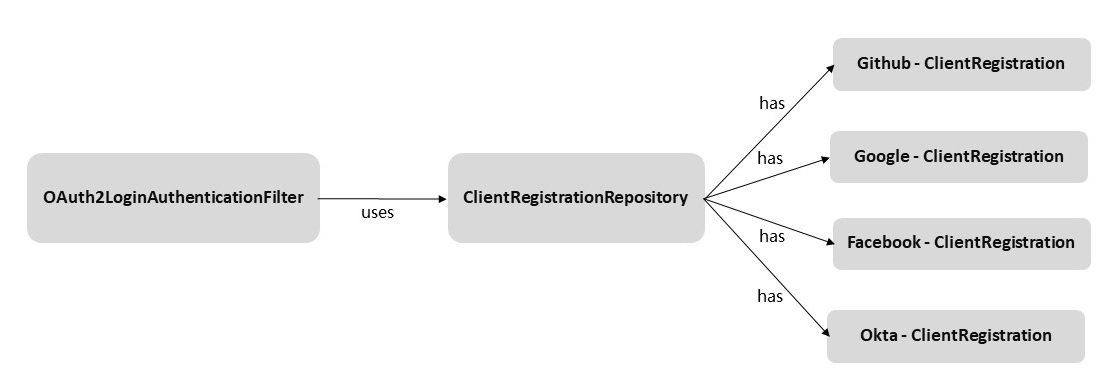 OAuth2LoginAuthenticationFilter
uses
ClientRegistrationRepository
has
Github - ClientRegistration
has
Google - ClientRegistration
has
Facebook - ClientRegistration
has
Okta - ClientRegistration